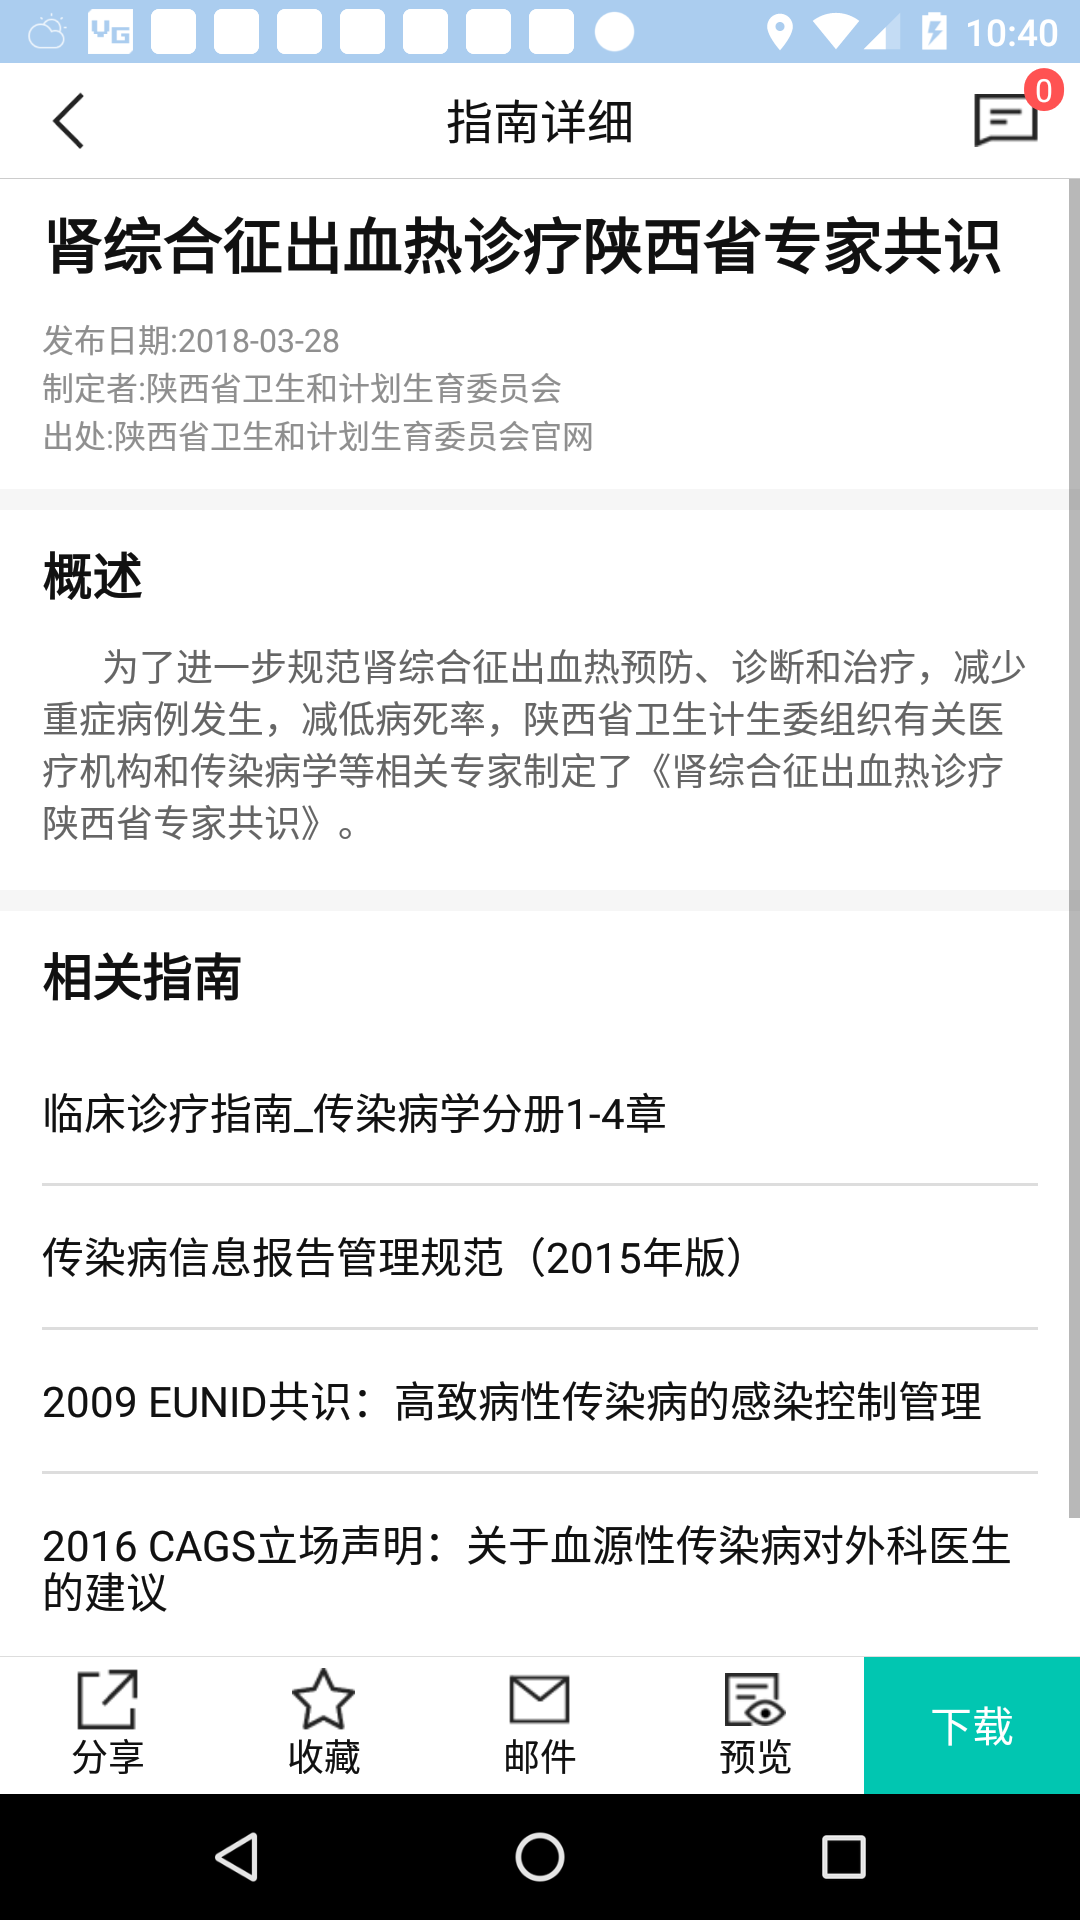 VG 10:40
指南详细
0
肾综合征出血热诊疗陕西省专家共识
发布日期:2018-03-28
制定者:陕西省卫生和计划生育委员会
出处:陕西省卫生和计划生育委员会官网
概述
为了进一步规范肾综合征出血热预防、诊断和治疗，减少
重症病例发生，减低病死率，陕西省卫生计生委组织有关医
疗机构和传染病学等相关专家制定了《肾综合征出血热诊疗
陕西省专家共识》。
相关指南
临床诊疗指南_传染病学分册1-4章
传染病信息报告管理规范（2015年版）
2009 EUNID共识：高致病性传染病的感染控制管理
2016 CAGS立场声明：关于血源性传染病对外科医生
的建议
分享 收藏 邮件 预览 下载